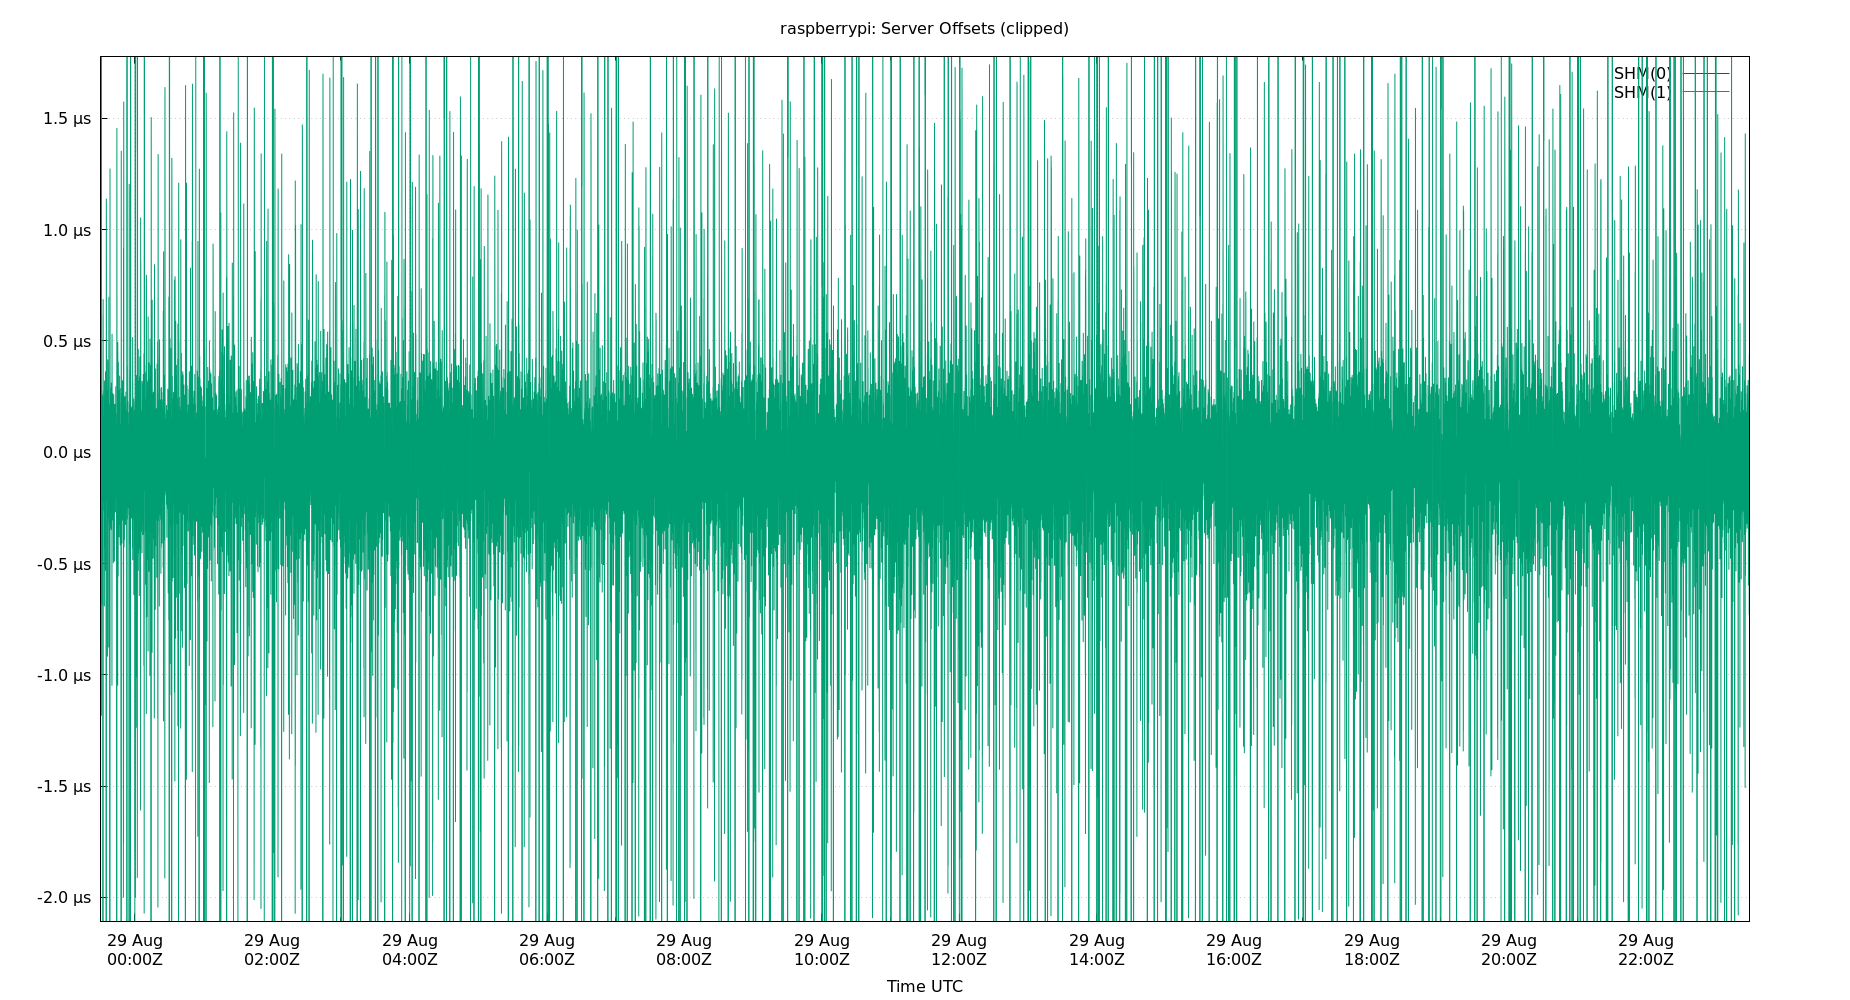 raspberrypi: Server Offsets (clipped)
SHM(0)
SHM(1)
1.5 µs
1.0 µs
0.5 µs
0.0 µs
-0.5 µs
-1.0 µs
-1.5 µs
-2.0 µs
29 Aug 29 Aug 29 Aug 29 Aug 29 Aug 29 Aug 29 Aug 29 Aug 29 Aug 29 Aug 29 Aug 29 Aug
00:00Z 02:00Z 04:00Z 06:00Z 08:00Z 10:00Z 12:00Z 14:00Z 16:00Z 18:00Z 20:00Z 22:00Z
Time UTC